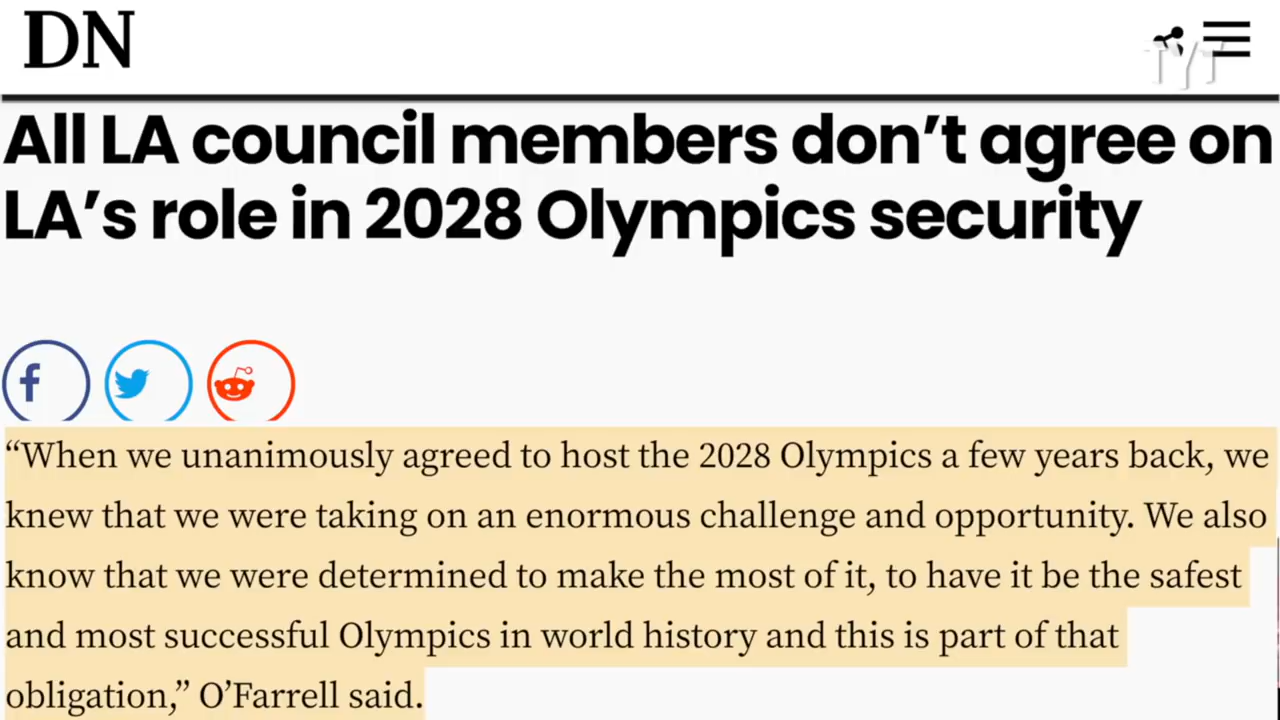 DN
TYT
All LA council members don’t agree on
LA’s role in 2028 Olympics security
“When we unanimously agreed to host the 2028 Olympics a few years back, we
knew that we were taking on an enormous challenge and opportunity. We also
know that we were determined to make the most of it, to have it be the safest
and most successful Olympics in world history and this is part of that
obligation,” O’Farrell said.